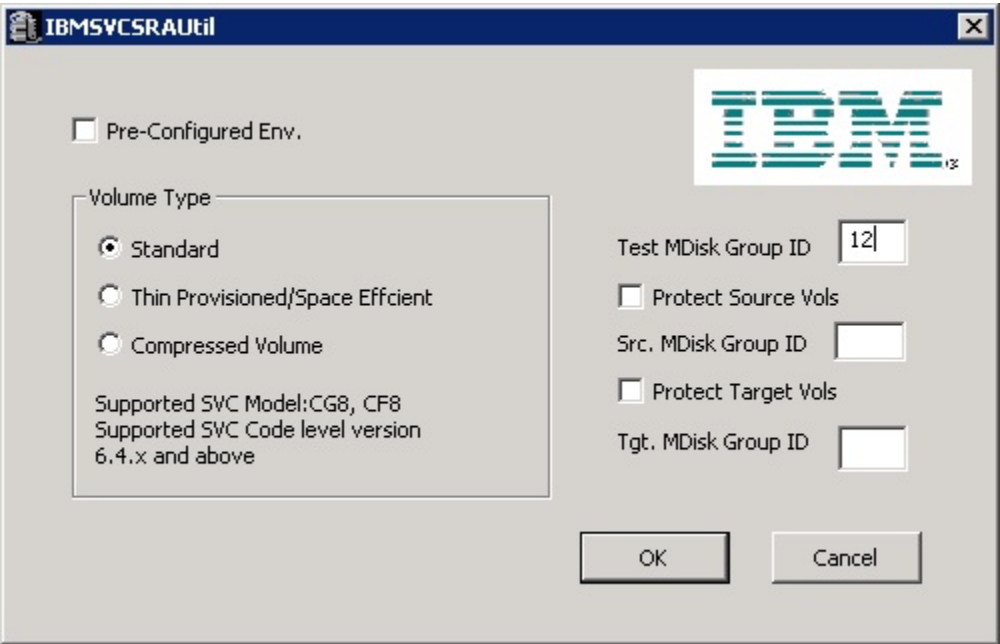 IBMSVCSRAUtil
Pre-Configured Env.
IBM®
Volume Type
Standard
Thin Provisioned/Space Effcient
Compressed Volume
Supported SVC Model:CG8, CF8
Supported SVC Code level version
6.4.x and above
Test MDisk Group ID 12
Protect Source Vols
Src. MDisk Group ID
Protect Target Vols
Tgt. MDisk Group ID
OK
Cancel